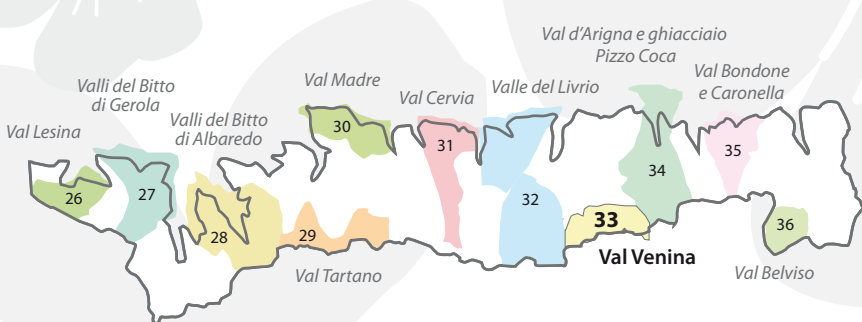 Val d'Arigna e ghiacciaio
Pizzo Coca
Valli del Bitto
di Gerola
Val Madre
Val Cervia
Valle del Livrio
Val Bondone
e Caronella
Val Lesina
Valli del Bitto
di Albaredo
26
27
28
29
30
31
32
33
34
35
36
Val Tartano
Val Venina
Val Belviso